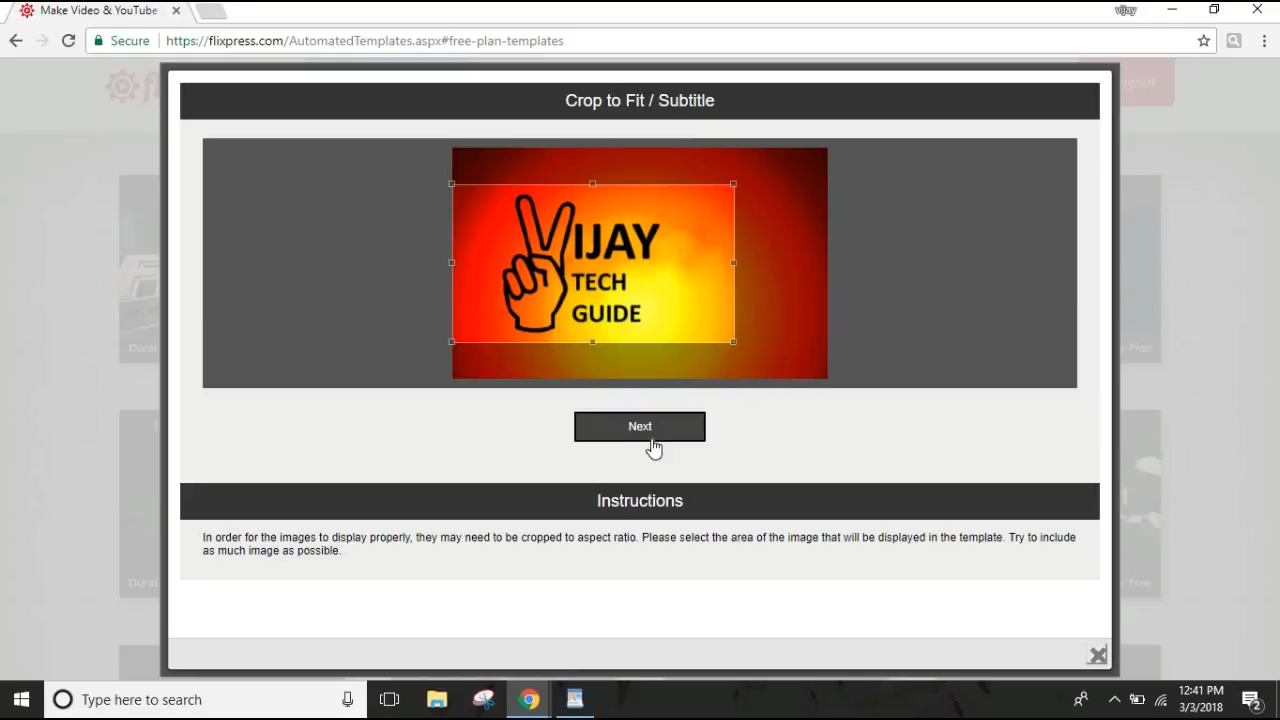 Make Video & YouTube
vijay
Secure
https://flixpress.com/AutomatedTemplates.aspx#free-plan-templates
Crop to Fit / Subtitle
IJAY
TECH
GUIDE
Next
Instructions
In order for the images to display properly, they may need to be cropped to aspect ratio. Please select the area of the image that will be displayed in the template. Try to include
as much image as possible.
Type here to search
12:41 PM
3/3/2018
2